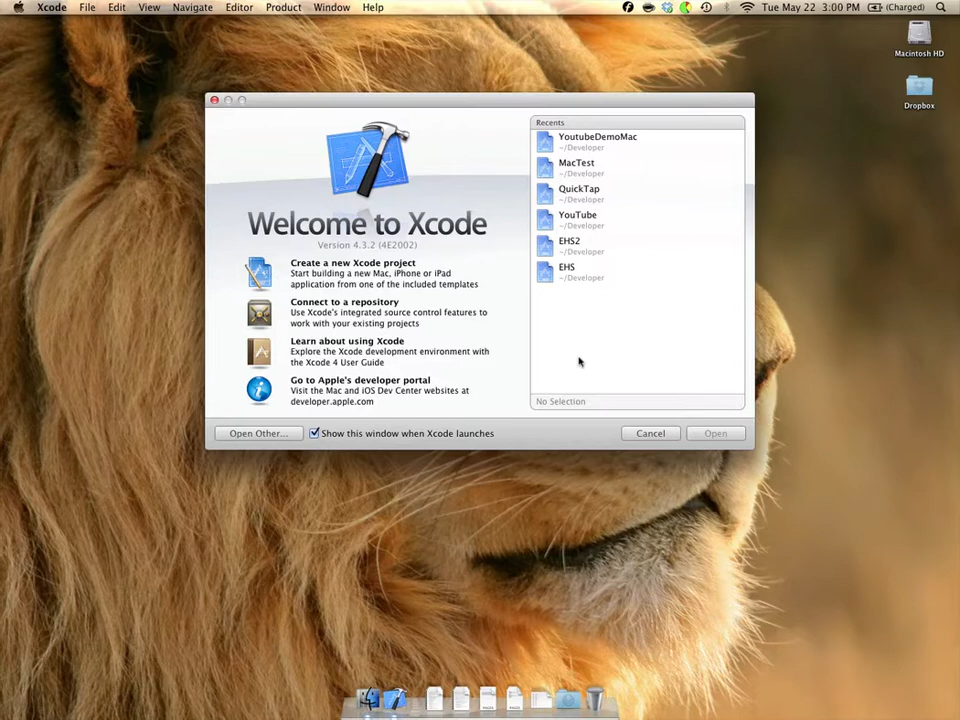 Xcode File Edit View Navigate Editor Product Window Help Tue May 22 3:00 PM (Charged)
Macintosh HD
Dropbox
Welcome to Xcode
Version 4.3.2 (4E2002)
Create a new Xcode project
Start building a new Mac, iPhone or iPad
application from one of the included templates
Connect to a repository
Use Xcode's integrated source control features to
work with your existing projects
Learn about using Xcode
Explore the Xcode development environment with
the Xcode 4 User Guide
Go to Apple's developer portal
Visit the Mac and iOS Dev Center websites at
developer.apple.com
Recents
YoutubeDemoMac
~/Developer
MacTest
~/Developer
QuickTap
~/Developer
YouTube
~/Developer
EHS2
~/Developer
EHS
~/Developer
No Selection
Open Other... Show this window when Xcode launches Cancel Open